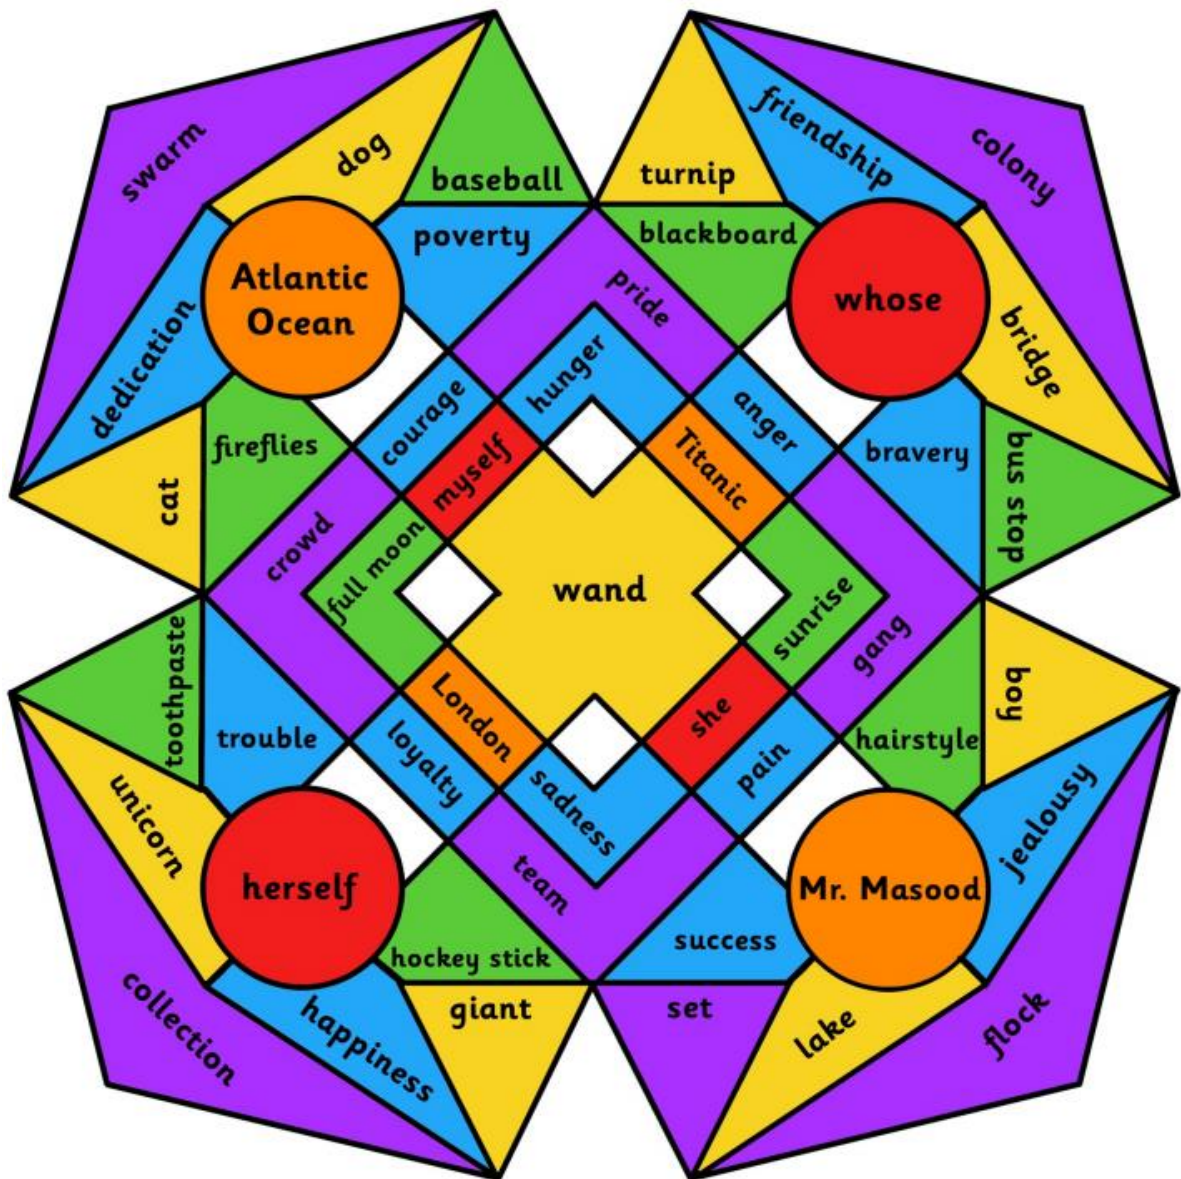 swarm
dog
baseball
turnip
friendship
colony
poverty
blackboard
Atlantic
Ocean
whose
pride
dedication
bridge
hunger
courage
anger
cat
fireflies
myself
Titanic
bravery
bus stop
crowd
full moon
wand
sunrise
gang
toothpaste
trouble
London
she
hairstyle
boy
loyalty
sadness
pain
unicorn
jealousy
herself
team
Mr. Masood
hockey stick
success
collection
happiness
giant
set
lake
flock